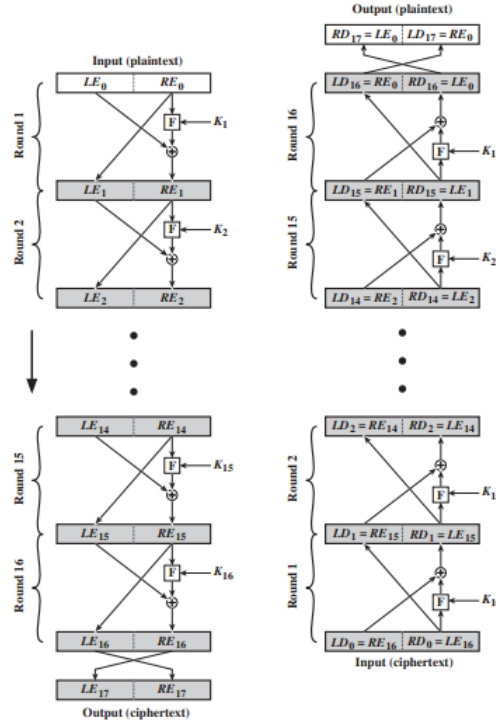 Input (plaintext)
LE₀ RE₀
Round 1
F K₁
LE₁ RE₁
Round 2
F K₂
LE₂ RE₂
LE₁₄ RE₁₄
Round 15
F K₁₅
LE₁₅ RE₁₅
Round 16
F K₁₆
LE₁₆ RE₁₆
LE₁₇ RE₁₇
Output (ciphertext)
Output (plaintext)
RD₁₇ = LE₀ LD₁₇ = RE₀
LD₁₆ = RE₀ RD₁₆ = LE₀
Round 16
F K₁
LD₁₅ = RE₁ RD₁₅ = LE₁
Round 15
F K₂
LD₁₄ = RE₂ RD₁₄ = LE₂
LD₂ = RE₁₄ RD₂ = LE₁₄
Round 2
F K₁
LD₁ = RE₁₅ RD₁ = LE₁₅
Round 1
F K₁
LD₀ = RE₁₆ RD₀ = LE₁₆
Input (ciphertext)